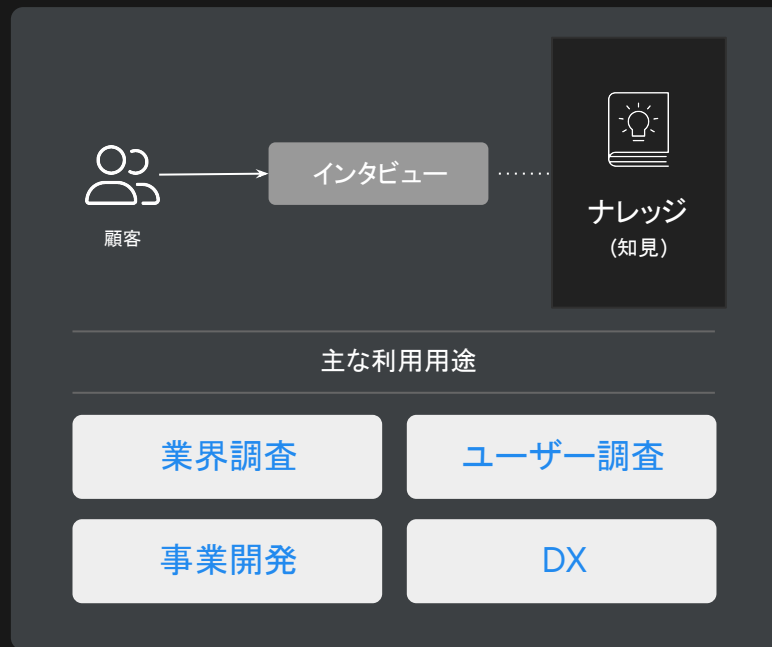 インタビュー
ナレッジ
(知見)
顧客
主な利用用途
業界調査
ユーザー調査
事業開発
DX